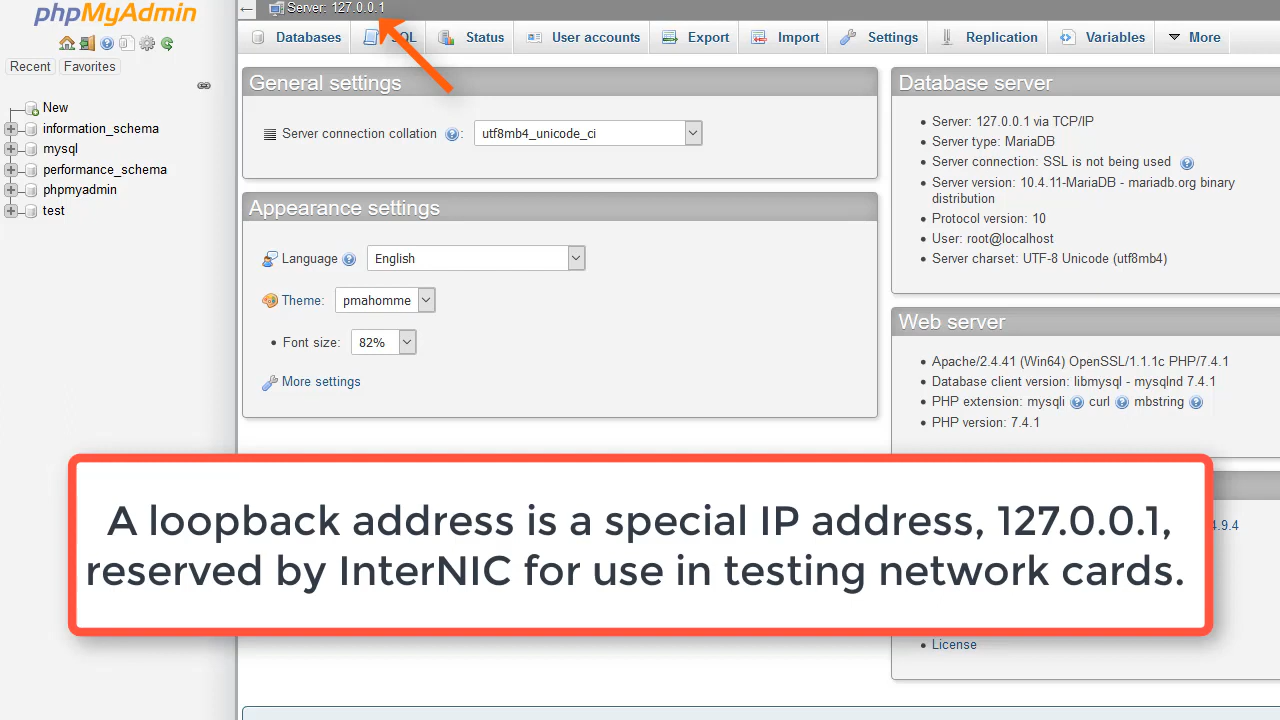 phpMyAdmin
Recent Favorites
New
information_schema
mysql
performance_schema
phpmyadmin
test
Server: 127.0.0.1
Databases SQL Status User accounts Export Import Settings Replication Variables More
General settings
Server connection collation : utf8mb4_unicode_ci
Appearance settings
Language English
Theme: pmahomme
Font size: 82%
More settings
Database server
Server: 127.0.0.1 via TCP/IP
Server type: MariaDB
Server connection: SSL is not being used
Server version: 10.4.11-MariaDB - mariadb.org binary
distribution
Protocol version: 10
User: root@localhost
Server charset: UTF-8 Unicode (utf8mb4)
Web server
Apache/2.4.41 (Win64) OpenSSL/1.1.1c PHP/7.4.1
Database client version: libmysql - mysqlnd 7.4.1
PHP extension: mysqli curl mbstring
PHP version: 7.4.1
A loopback address is a special IP address, 127.0.0.1,
reserved by InterNIC for use in testing network cards.
.9.4
License